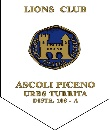 LIONS CLUB
ASCOLI PICENO
URBS TURRITA
DISTR. 108 - A